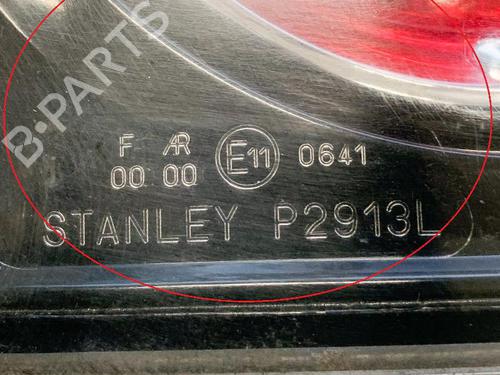 B-PARTS
F AR E11 0641
00 00
STANLEY P2913L